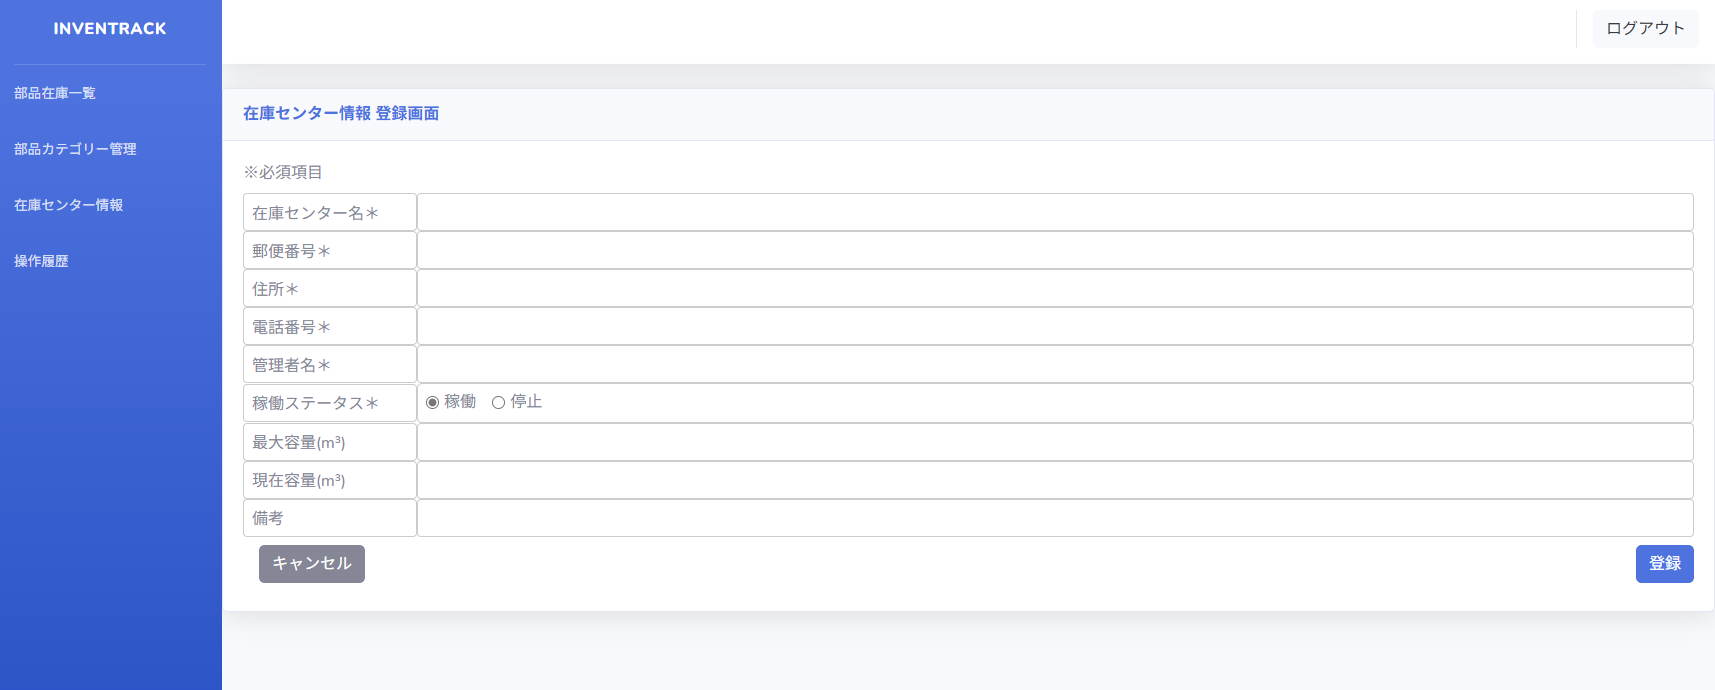 INVENTRACK
ログアウト
部品在庫一覧
部品カテゴリー管理
在庫センター情報
操作履歴
在庫センター情報 登録画面
※必須項目
在庫センター名＊
郵便番号＊
住所＊
電話番号＊
管理者名＊
稼働ステータス＊ 稼働 停止
最大容量(m³)
現在容量(m³)
備考
キャンセル 登録